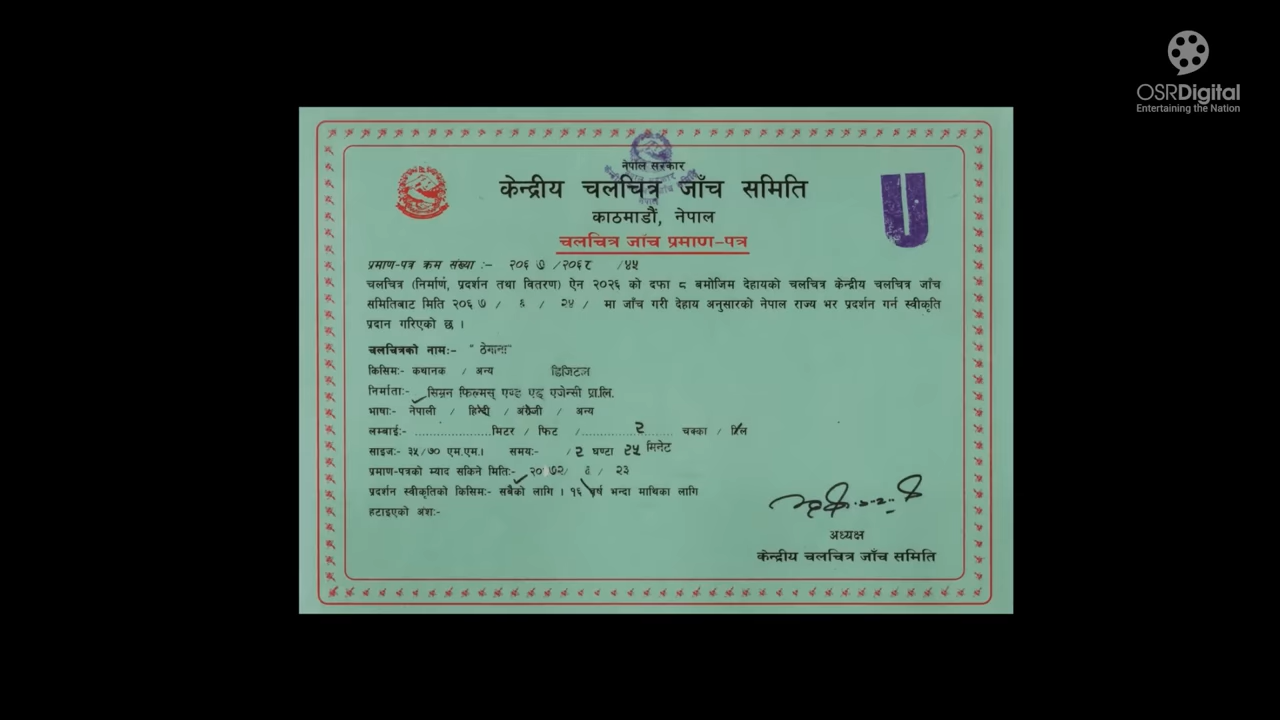 OSRDigital
Entertaining the Nation
नेपाल सरकार
केन्द्रीय चलचित्र जाँच समिति
काठमाडौं, नेपाल
चलचित्र जांच प्रमाण-पत्र
U
प्रमाण-पत्र क्रम संख्या :- २०६७ /२०६८ /४५
चलचित्र (निर्माण, प्रदर्शन तथा वितरण) ऐन २०२६ को दफा ८ बमोजिम देहायको चलचित्र केन्द्रीय चलचित्र जाँच
समितिबाट मिति २०६७ / ६ / २४ / मा जाँच गरी देहाय अनुसारको नेपाल राज्य भर प्रदर्शन गर्न स्वीकृति
प्रदान गरिएको छ ।
चलचित्रको नामः- " ठेगाना"
किसिमः- कथानक / अन्य डिजिटल
निर्माताः- सिम्रन फिल्मस् एण्ड एड् एजेन्सी प्रा.लि.
भाषाः- नेपाली / हिन्दी / अंग्रेजी / अन्य
लम्बाईः- ....................मिटर / फिट /....२.... चक्का / रिल
साइजः- ३५/७० एम.एम.। समयः- /२ घण्टा २५ मिनेट
प्रमाण-पत्रको म्याद सकिने मितिः- २०७२/ ६ / २३
प्रदर्शन स्वीकृतिको किसिमः- सबैको लागि । १६ बर्ष भन्दा माथिका लागि
हटाइएको अंशः-
अध्यक्ष
केन्द्रीय चलचित्र जाँच समिति